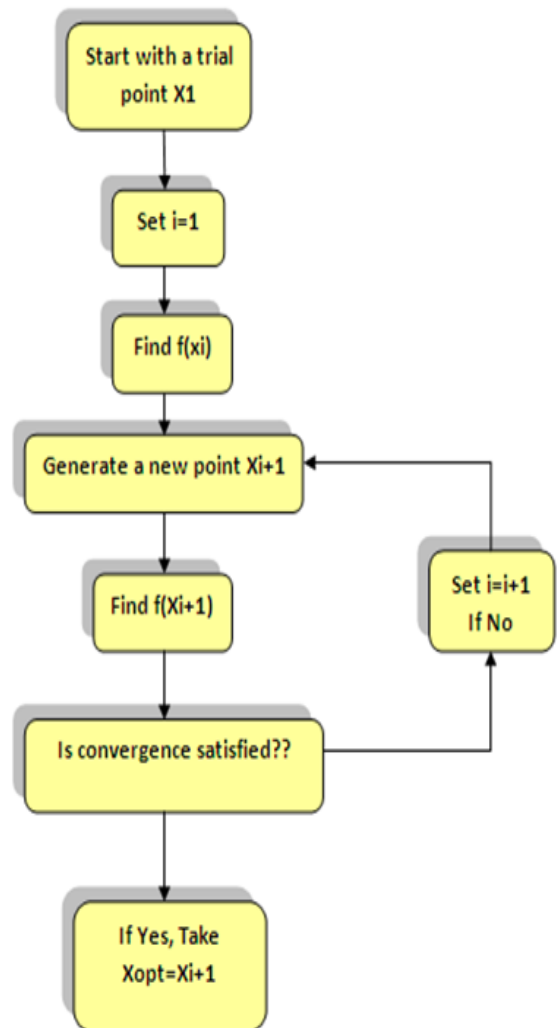 Start with a trial
point X1
Set i=1
Find f(xi)
Generate a new point Xi+1
Find f(Xi+1)
Set i=i+1
If No
Is convergence satisfied??
If Yes, Take
Xopt=Xi+1